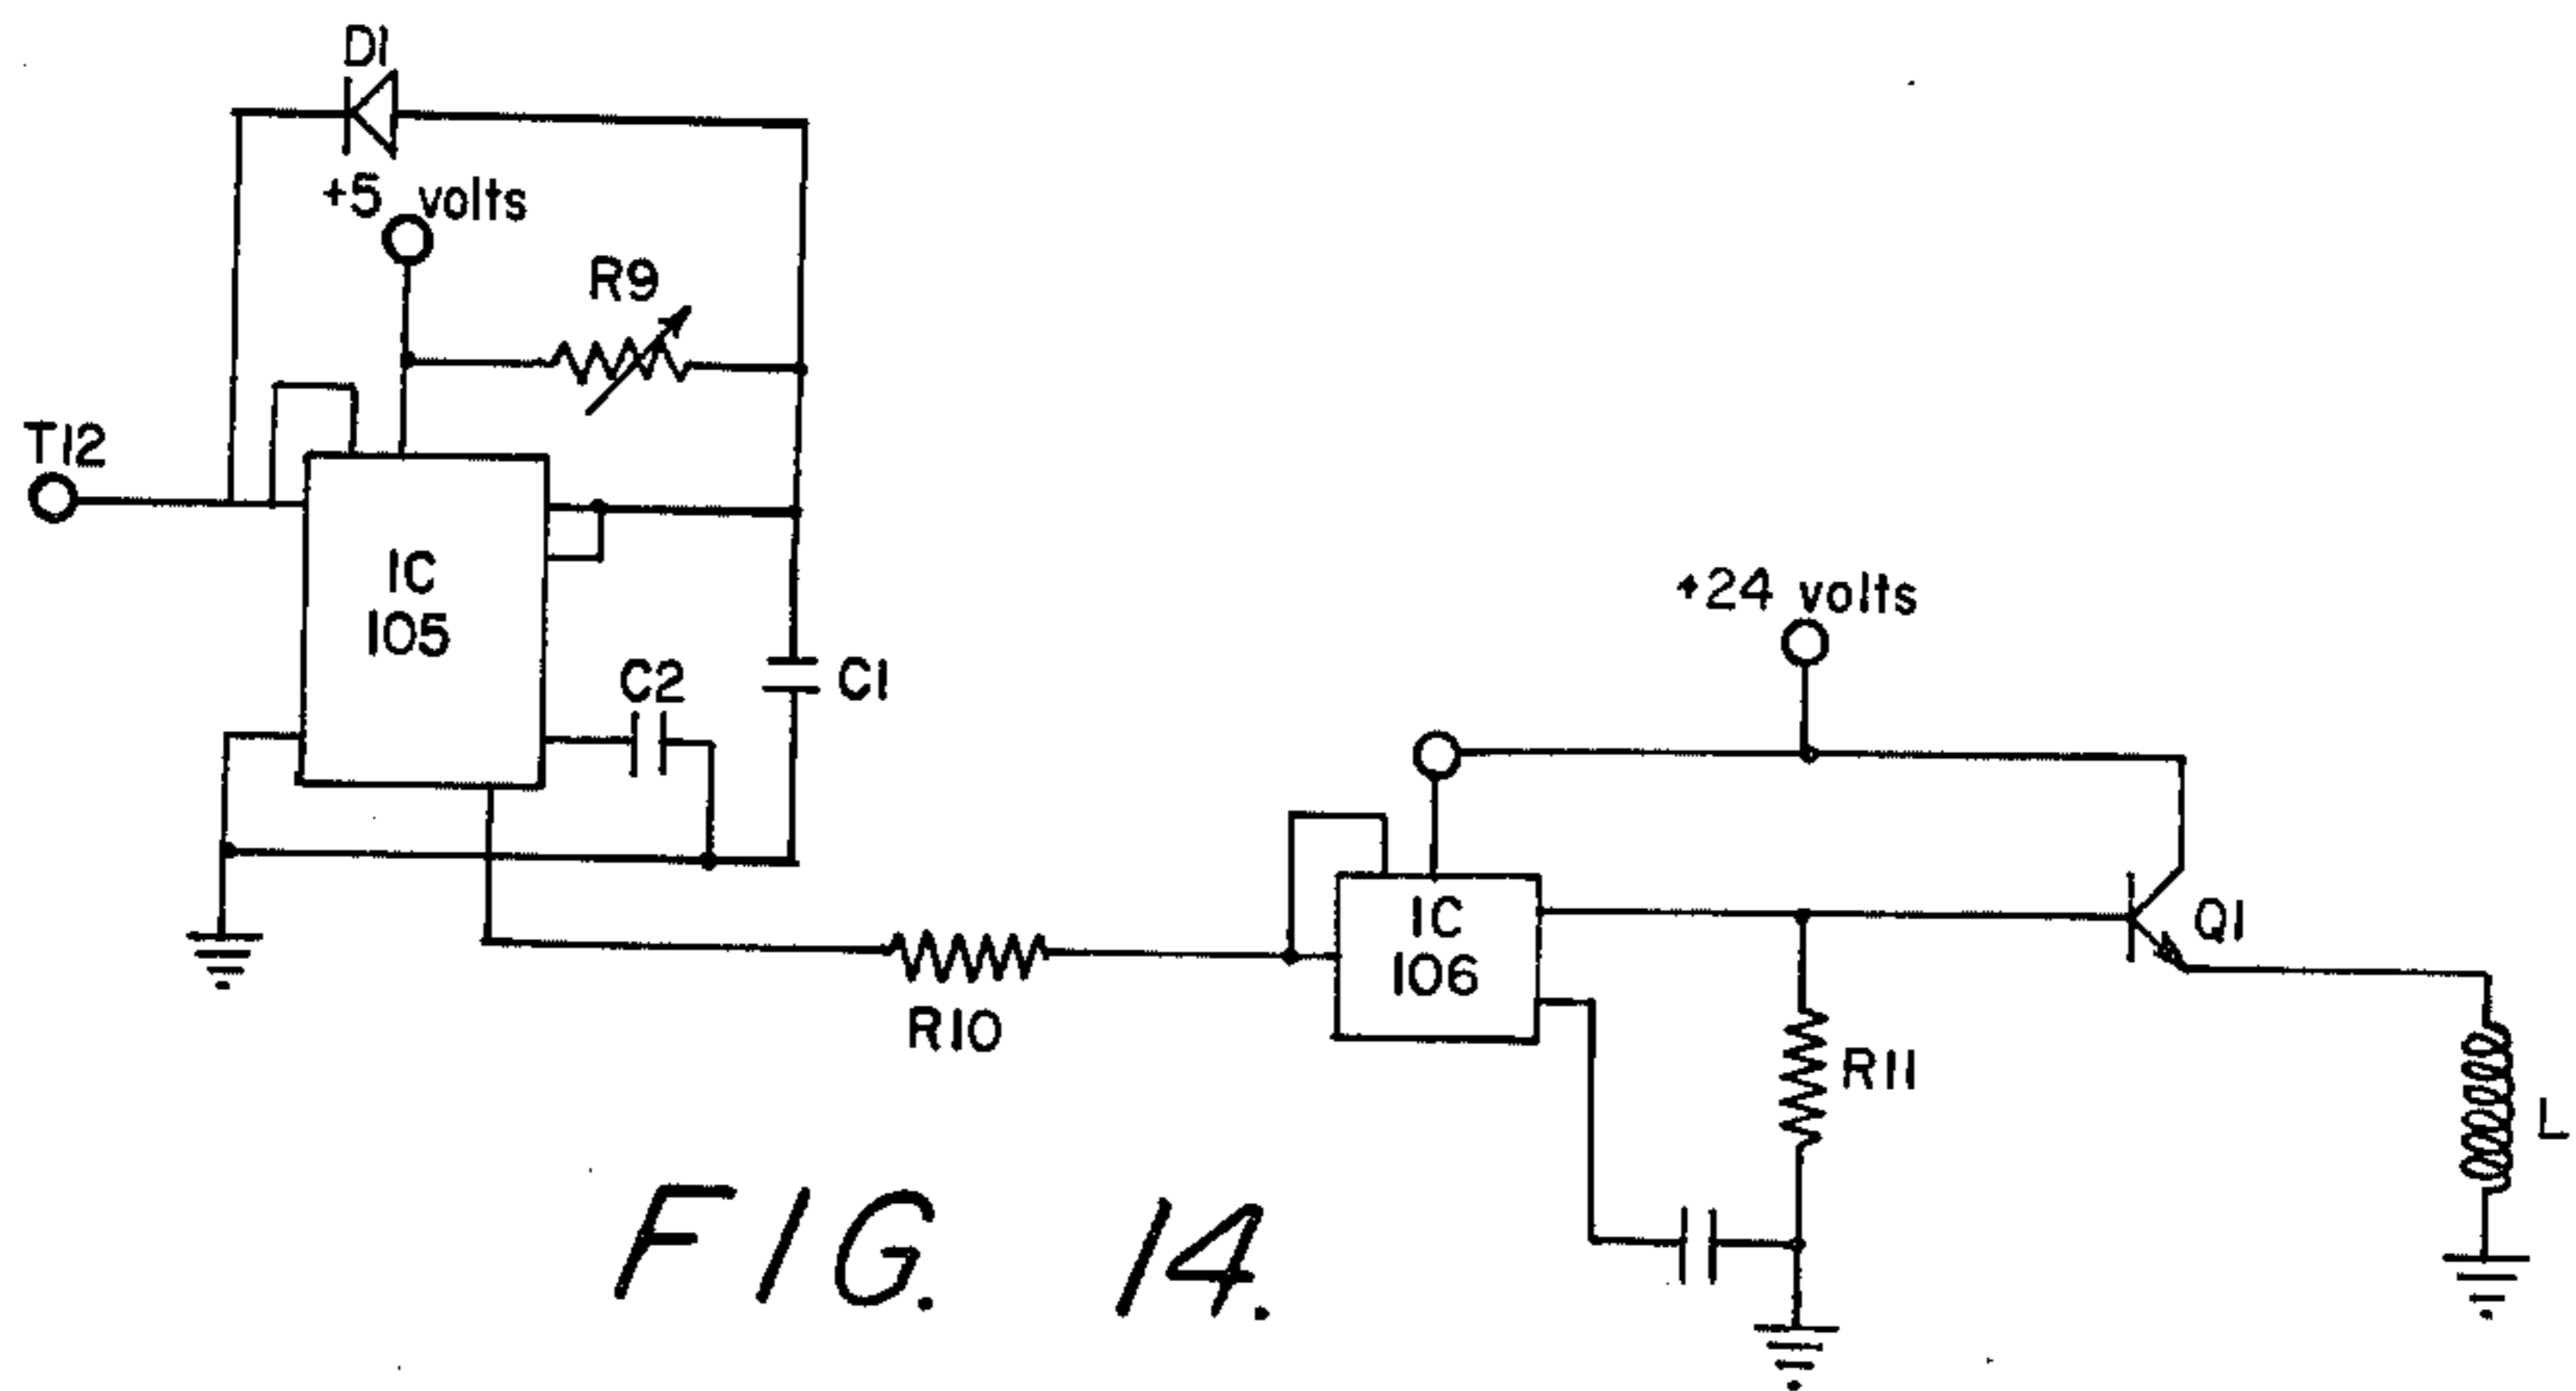 D1
+5 volts
R9
T12
IC
105
C2
C1
+24 volts
IC
106
Q1
R10
R11
L
FIG. 14.